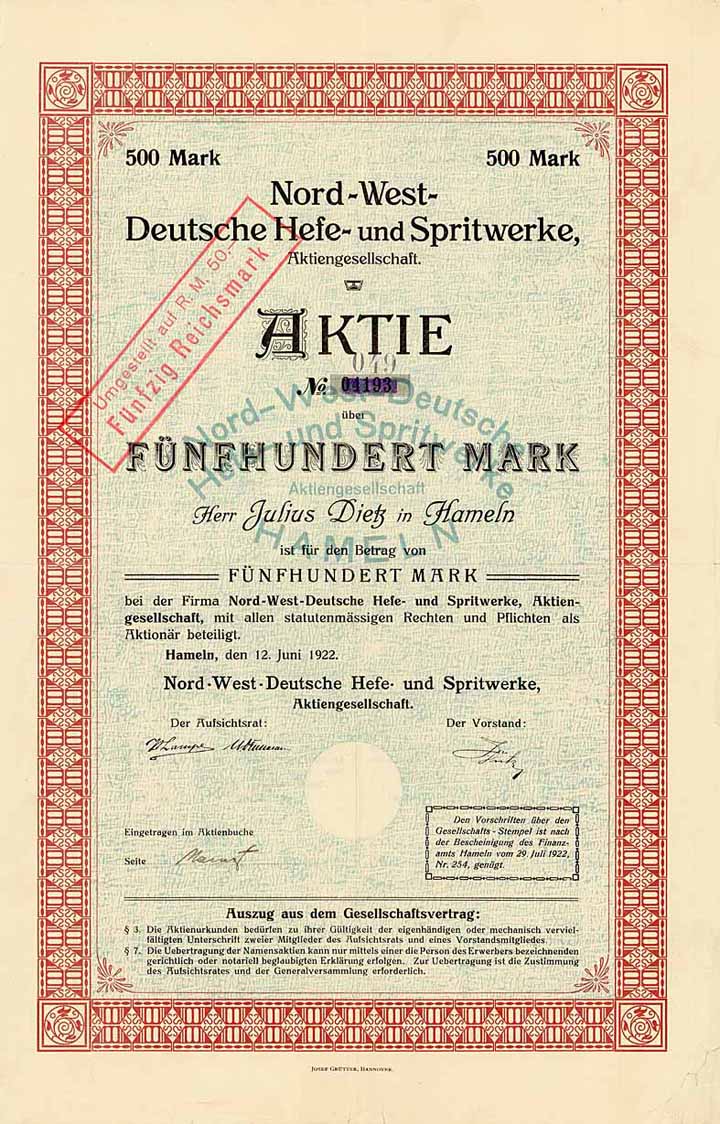 500 Mark 500 Mark
Nord-West-
Deutsche Hefe- und Spritwerke,
Aktiengesellschaft.
Umgestellt auf R. M. 50.-
Fünfzig Reichsmark
AKTIE
049
No. 04193
über
FÜNFHUNDERT MARK
Nord-West-Deutsche
Hefe- und Spritwerke
Aktiengesellschaft
HAMELN
Herr Julius Dietz in Hameln
ist für den Betrag von
FÜNFHUNDERT MARK
bei der Firma Nord-West-Deutsche Hefe- und Spritwerke, Aktien-
gesellschaft, mit allen statutenmässigen Rechten und Pflichten als
Aktionär beteiligt.
Hameln, den 12. Juni 1922.
Nord-West-Deutsche Hefe- und Spritwerke,
Aktiengesellschaft.
Der Aufsichtsrat: Der Vorstand:
Eingetragen im Aktienbuche
Seite
Den Vorschriften über den
Gesellschafts-Stempel ist nach
der Bescheinigung des Finanz-
amts Hameln vom 29. Juli 1922,
Nr. 254, genügt.
Auszug aus dem Gesellschaftsvertrag:
§ 3. Die Aktienurkunden bedürfen zu ihrer Gültigkeit der eigenhändigen oder mechanisch verviel-
fältigten Unterschrift zweier Mitglieder des Aufsichtsrats und eines Vorstandsmitgliedes.
§ 7. Die Uebertragung der Namensaktien kann nur mittels einer die Person des Erwerbers bezeichnenden
gerichtlich oder notariell beglaubigten Erklärung erfolgen. Zur Uebertragung ist die Zustimmung
des Aufsichtsrates und der Generalversammlung erforderlich.
JOSEF GRÜTTER, HANNOVER.